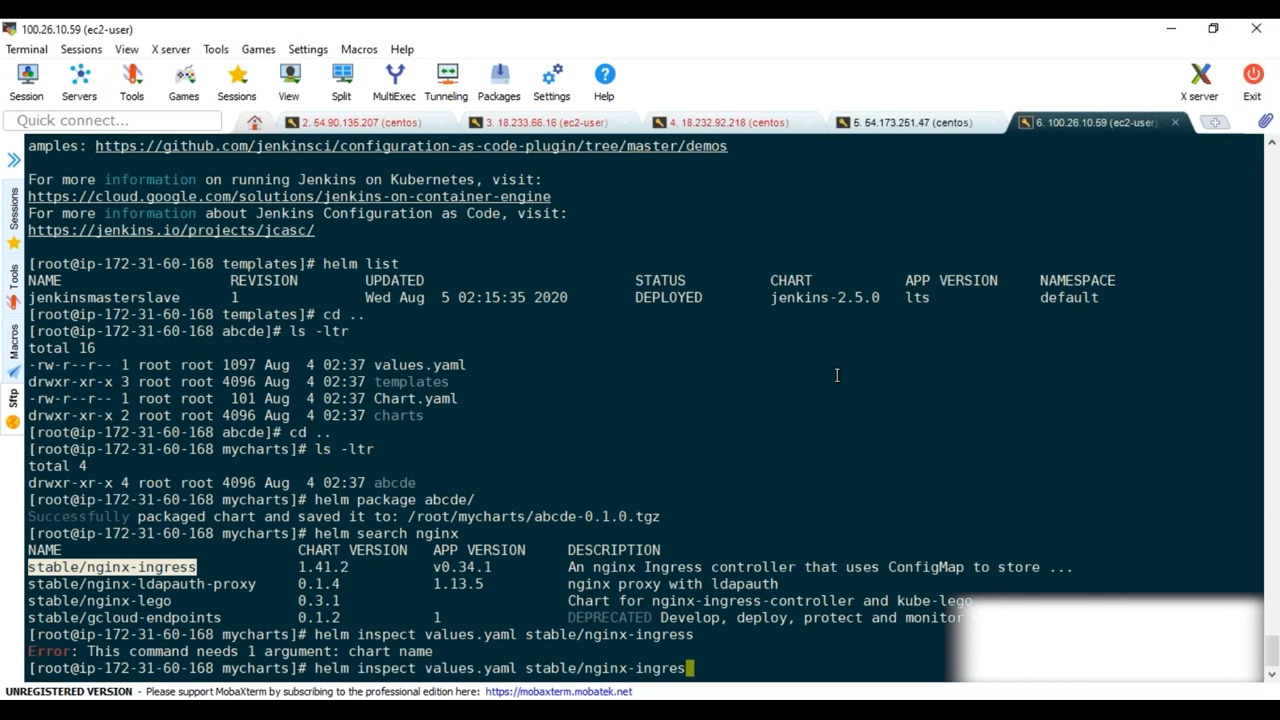 100.26.10.59 (ec2-user)
Terminal Sessions View X server Tools Games Settings Macros Help
Session Servers Tools Games Sessions View Split MultiExec Tunneling Packages Settings Help X server Exit
Quick connect... 2. 54.90.135.207 (centos) 3. 18.233.66.16 (ec2-user) 4. 18.232.92.218 (centos) 5. 54.173.251.47 (centos) 6. 100.26.10.59 (ec2-user)
Sessions
Tools
Macros
Sftp
amples: https://github.com/jenkinsci/configuration-as-code-plugin/tree/master/demos
For more information on running Jenkins on Kubernetes, visit:
https://cloud.google.com/solutions/jenkins-on-container-engine
For more information about Jenkins Configuration as Code, visit:
https://jenkins.io/projects/jcasc/
[root@ip-172-31-60-168 templates]# helm list
NAME REVISION UPDATED STATUS CHART APP VERSION NAMESPACE
jenkinsmasterslave 1 Wed Aug 5 02:15:35 2020 DEPLOYED jenkins-2.5.0 lts default
[root@ip-172-31-60-168 templates]# cd ..
[root@ip-172-31-60-168 abcde]# ls -ltr
total 16
-rw-r--r-- 1 root root 1097 Aug 4 02:37 values.yaml
drwxr-xr-x 3 root root 4096 Aug 4 02:37 templates
-rw-r--r-- 1 root root 101 Aug 4 02:37 Chart.yaml
drwxr-xr-x 2 root root 4096 Aug 4 02:37 charts
[root@ip-172-31-60-168 abcde]# cd ..
[root@ip-172-31-60-168 mycharts]# ls -ltr
total 4
drwxr-xr-x 4 root root 4096 Aug 4 02:37 abcde
[root@ip-172-31-60-168 mycharts]# helm package abcde/
Successfully packaged chart and saved it to: /root/mycharts/abcde-0.1.0.tgz
[root@ip-172-31-60-168 mycharts]# helm search nginx
NAME CHART VERSION APP VERSION DESCRIPTION
stable/nginx-ingress 1.41.2 v0.34.1 An nginx Ingress controller that uses ConfigMap to store ...
stable/nginx-ldapauth-proxy 0.1.4 1.13.5 nginx proxy with ldapauth
stable/nginx-lego 0.3.1 Chart for nginx-ingress-controller and kube-lego
stable/gcloud-endpoints 0.1.2 1 DEPRECATED Develop, deploy, protect and monitor
[root@ip-172-31-60-168 mycharts]# helm inspect values.yaml stable/nginx-ingress
Error: This command needs 1 argument: chart name
[root@ip-172-31-60-168 mycharts]# helm inspect values.yaml stable/nginx-ingres
UNREGISTERED VERSION - Please support MobaXterm by subscribing to the professional edition here: https://mobaxterm.mobatek.net